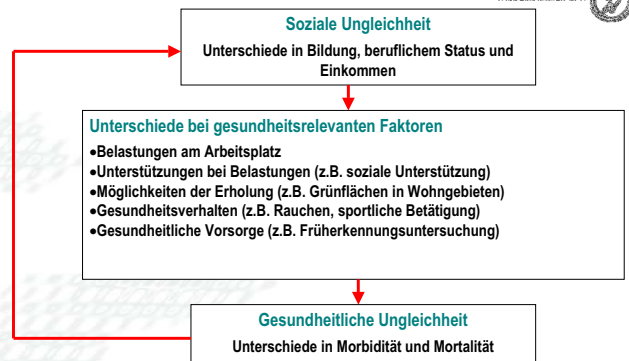 Soziale Ungleichheit
Unterschiede in Bildung, beruflichem Status und
Einkommen
Unterschiede bei gesundheitsrelevanten Faktoren
•Belastungen am Arbeitsplatz
•Unterstützungen bei Belastungen (z.B. soziale Unterstützung)
•Möglichkeiten der Erholung (z.B. Grünflächen in Wohngebieten)
•Gesundheitsverhalten (z.B. Rauchen, sportliche Betätigung)
•Gesundheitliche Vorsorge (z.B. Früherkennungsuntersuchung)
Gesundheitliche Ungleichheit
Unterschiede in Morbidität und Mortalität